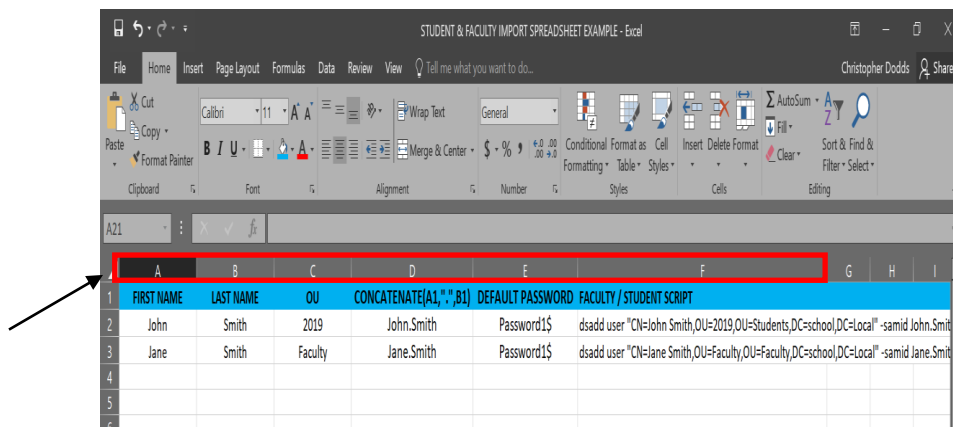 STUDENT & FACULTY IMPORT SPREADSHEET EXAMPLE - Excel
File Home Insert Page Layout Formulas Data Review View Tell me what you want to do... Christopher Dodds Share
Cut
Copy
Format Painter
Paste
Clipboard
Calibri 11 A A
B I U A
Font
Wrap Text
Merge & Center
Alignment
General
$ % , .0 .00 .00 .0
Number
Conditional Formatting
Format as Table
Cell Styles
Styles
Insert Delete Format
Cells
AutoSum
Fill
Clear
Sort & Filter
Find & Select
Editing
A21 fx
A B C D E F G H I
1 FIRST NAME LAST NAME OU CONCATENATE(A1,".",B1) DEFAULT PASSWORD FACULTY / STUDENT SCRIPT
2 John Smith 2019 John.Smith Password1$ dsadd user "CN=John Smith,OU=2019,OU=Students,DC=school,DC=Local" -samid John.Smit
3 Jane Smith Faculty Jane.Smith Password1$ dsadd user "CN=Jane Smith,OU=Faculty,OU=Faculty,DC=school,DC=Local" -samid Jane.Smit
4
5
6